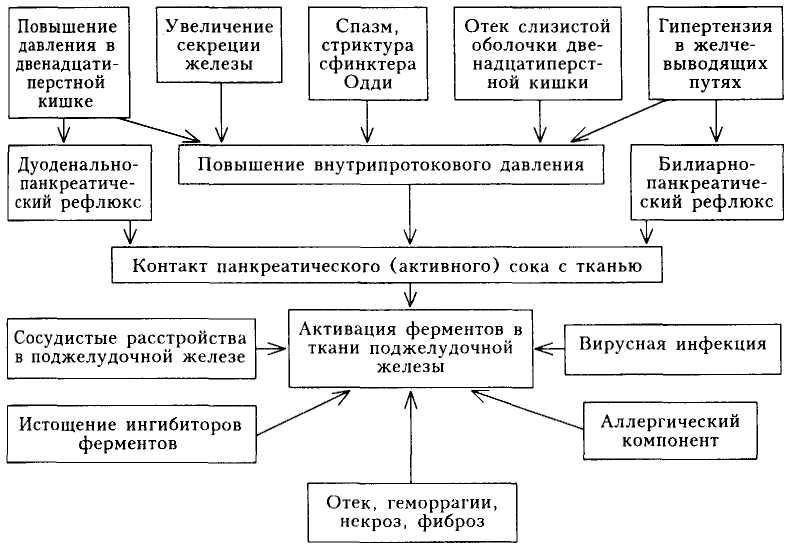 Повышение
давления в
двенадцати-
перстной
кишке
Увеличение
секреции
железы
Спазм,
стриктура
сфинктера
Одди
Отек слизистой
оболочки две-
надцатиперст-
ной кишки
Гипертензия
в желче-
выводящих
путях
Дуоденально-
панкреатиче-
ский рефлюкс
Повышение внутрипротокового давления
Билиарно-
панкреатиче-
ский рефлюкс
Контакт панкреатического (активного) сока с тканью
Сосудистые расстройства
в поджелудочной железе
Активация ферментов в
ткани поджелудочной
железы
Вирусная инфекция
Истощение ингибиторов
ферментов
Аллергический
компонент
Отек, геморрагии,
некроз, фиброз